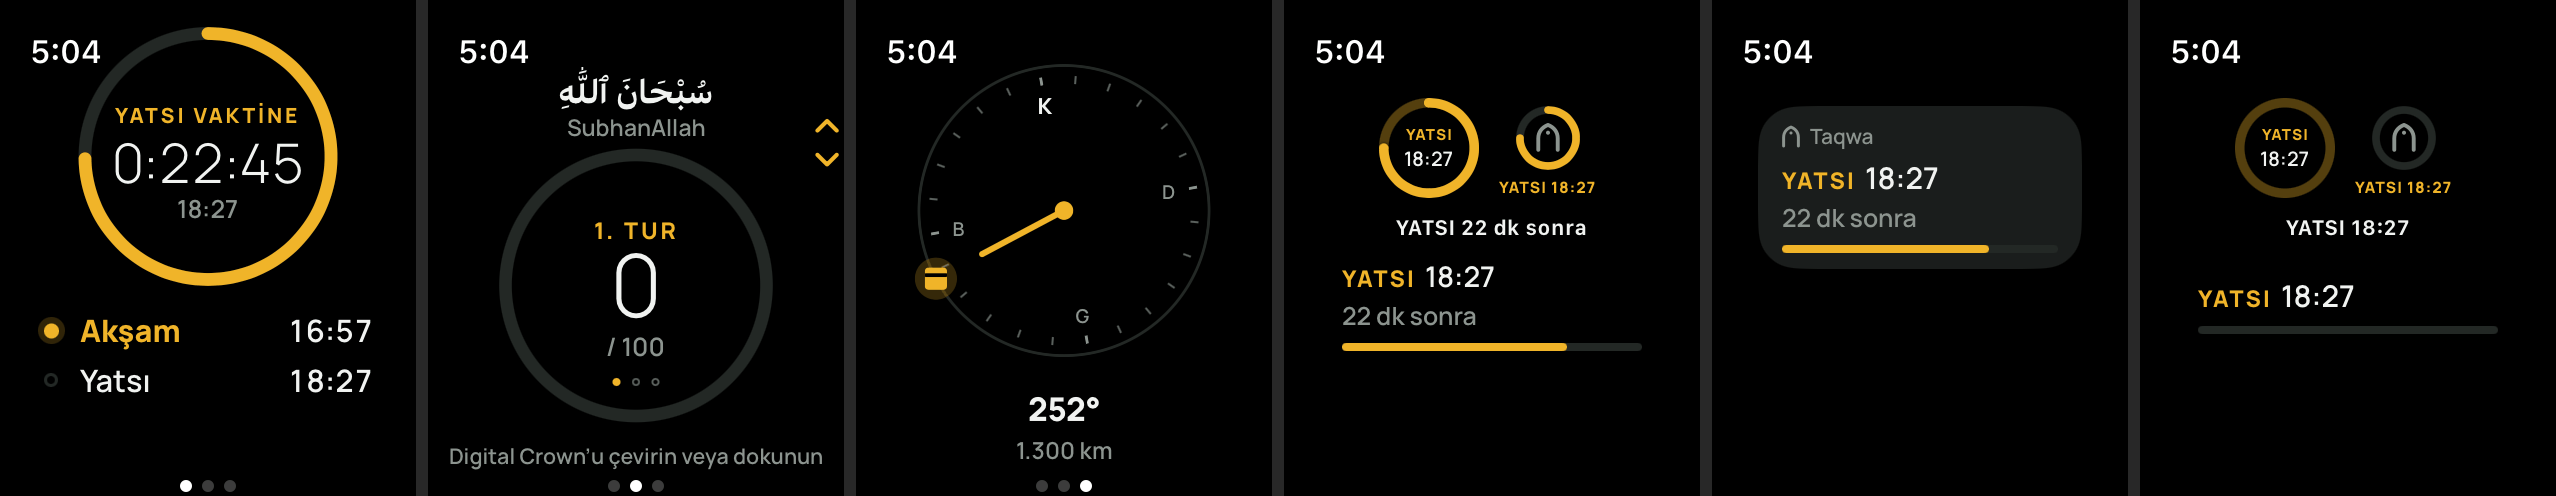 5:04
YATSI VAKTİNE
0:22:45
18:27
Akşam 16:57
Yatsı 18:27
5:04
سُبْحَانَ ٱللَّٰهِ
SubhanAllah
1. TUR
0
/ 100
Digital Crown'u çevirin veya dokunun
5:04
K
D
B
G
252°
1.300 km
5:04
YATSI
18:27
YATSI 18:27
YATSI 22 dk sonra
YATSI 18:27
22 dk sonra
5:04
Taqwa
YATSI 18:27
22 dk sonra
5:04
YATSI
18:27
YATSI 18:27
YATSI 18:27
YATSI 18:27